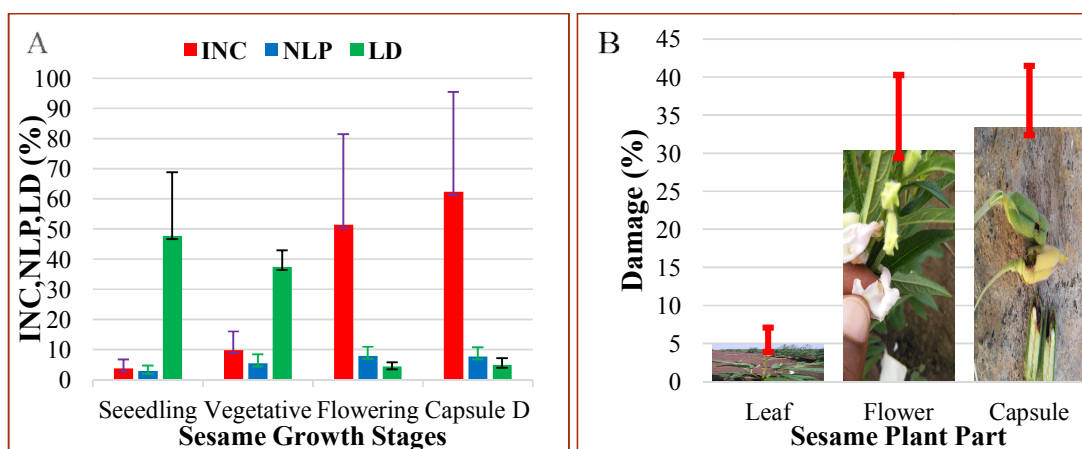 A
INC NLP LD
100
90
80
70
60
50
40
30
20
10
0
INC,NLP,LD (%)
Seeedling Vegetative Flowering Capsule D
Sesame Growth Stages
B
45
40
35
30
25
20
15
10
5
0
Damage (%)
Leaf Flower Capsule
Sesame Plant Part